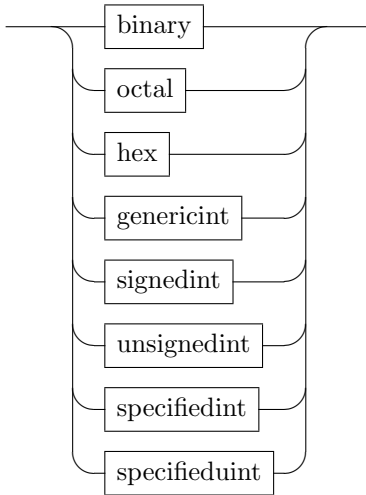 binary
octal
hex
genericint
signedint
unsignedint
specifiedint
specifieduint